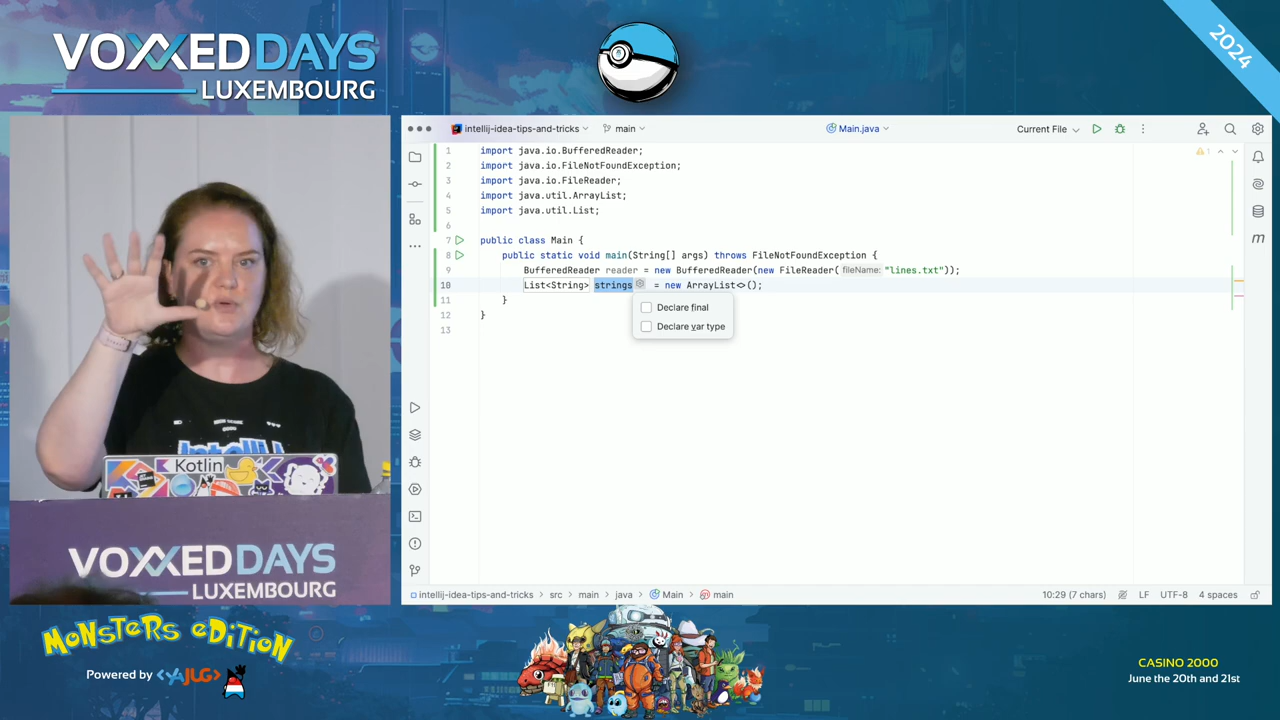 VOXXED DAYS
LUXEMBOURG
2024
intellij-idea-tips-and-tricks
main
Main.java
Current File
1 import java.io.BufferedReader;
2 import java.io.FileNotFoundException;
3 import java.io.FileReader;
4 import java.util.ArrayList;
5 import java.util.List;
6
7 public class Main {
8 public static void main(String[] args) throws FileNotFoundException {
9 BufferedReader reader = new BufferedReader(new FileReader( fileName: "lines.txt"));
10 List<String> strings = new ArrayList<>();
11 }
12 }
13
1
Declare final
Declare var type
m
intellij-idea-tips-and-tricks > src > main > java > Main > main
10:29 (7 chars) LF UTF-8 4 spaces
IntelliJ
Kotlin
VOXXED DAYS
LUXEMBOURG
MONSTERS EDITION
Powered by <YAJUG>
CASINO 2000
June the 20th and 21st